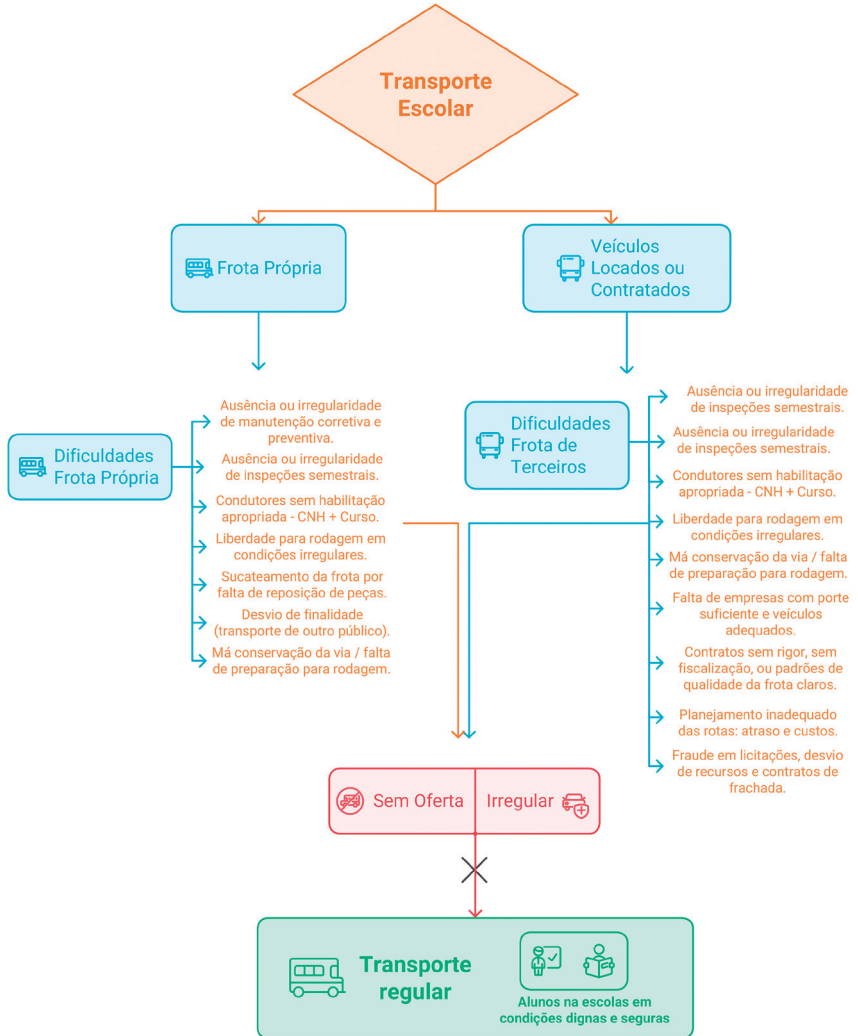 Transporte
Escolar
Frota Própria
Veículos
Locados ou
Contratados
Dificuldades
Frota Própria
Ausência ou irregularidade
de manutenção corretiva e
preventiva.
Ausência ou irregularidade
de inspeções semestrais.
Condutores sem habilitação
apropriada - CNH + Curso.
Liberdade para rodagem em
condições irregulares.
Sucateamento da frota por
falta de reposição de peças.
Desvio de finalidade
(transporte de outro público).
Má conservação da via / falta
de preparação para rodagem.
Dificuldades
Frota de
Terceiros
Ausência ou irregularidade
de inspeções semestrais.
Ausência ou irregularidade
de inspeções semestrais.
Condutores sem habilitação
apropriada - CNH + Curso.
Liberdade para rodagem em
condições irregulares.
Má conservação da via / falta
de preparação para rodagem.
Falta de empresas com porte
suficiente e veículos
adequados.
Contratos sem rigor, sem
fiscalização, ou padrões de
qualidade da frota claros.
Planejamento inadequado
das rotas: atraso e custos.
Fraude em licitações, desvio
de recursos e contratos de
frachada.
Sem Oferta
Irregular
Transporte
regular
Alunos na escolas em
condições dignas e seguras